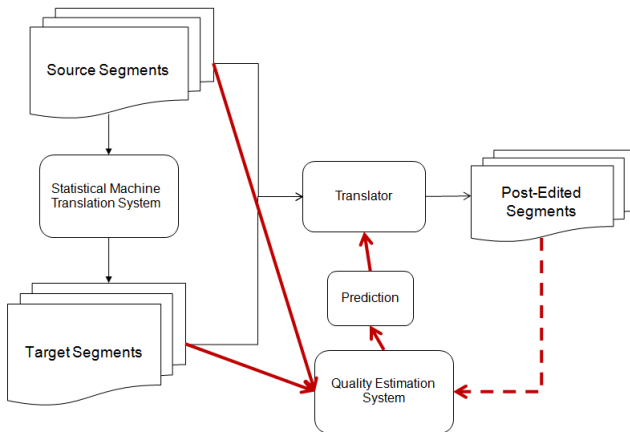 Source Segments
Statistical Machine
Translation System
Translator
Post-Edited
Segments
Prediction
Target Segments
Quality Estimation
System